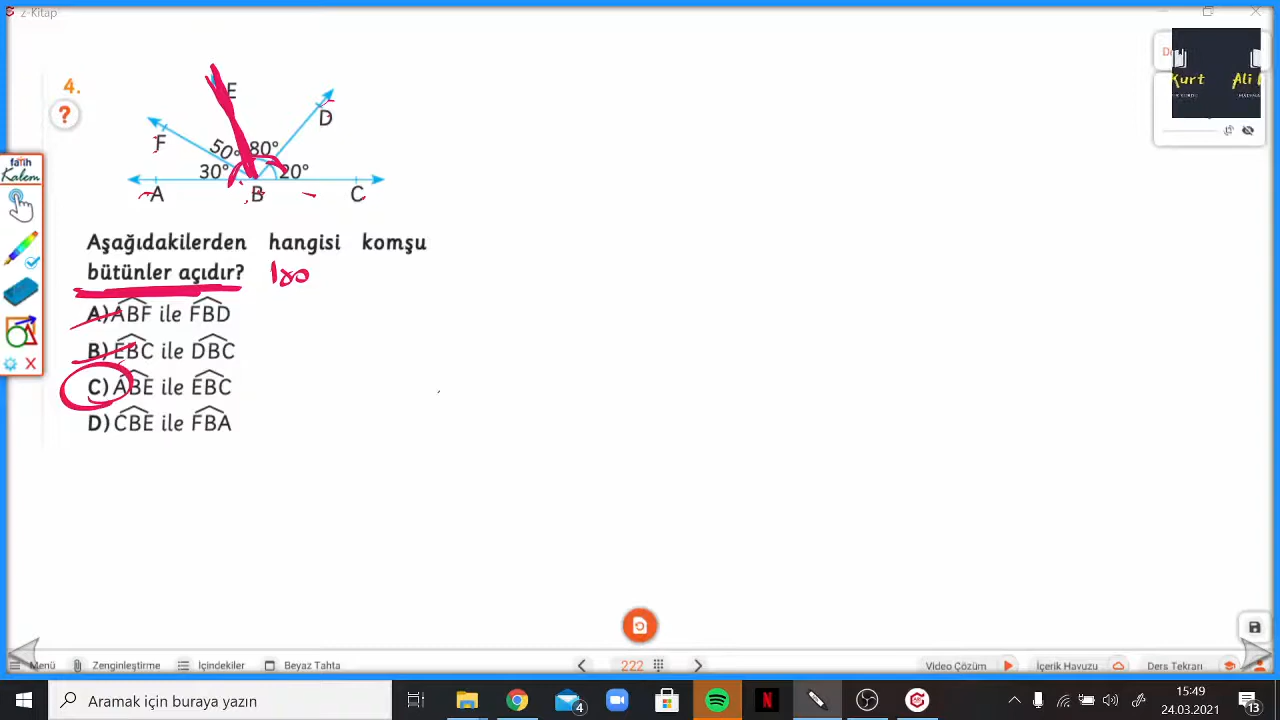 z-Kitap
Kurt Ali
4.
?
E
D
F
50° 80°
30° 20°
A B C
fatih
Kalem
Aşağıdakilerden hangisi komşu
bütünler açıdır? 180
A) ABF ile FBD
B) EBC ile DBC
C) ABE ile EBC
D) CBE ile FBA
Menü Zenginleştirme İçindekiler Beyaz Tahta 222 Video Çözüm İçerik Havuzu Ders Tekrarı
Aramak için buraya yazın
4
N
15:49
24.03.2021
13